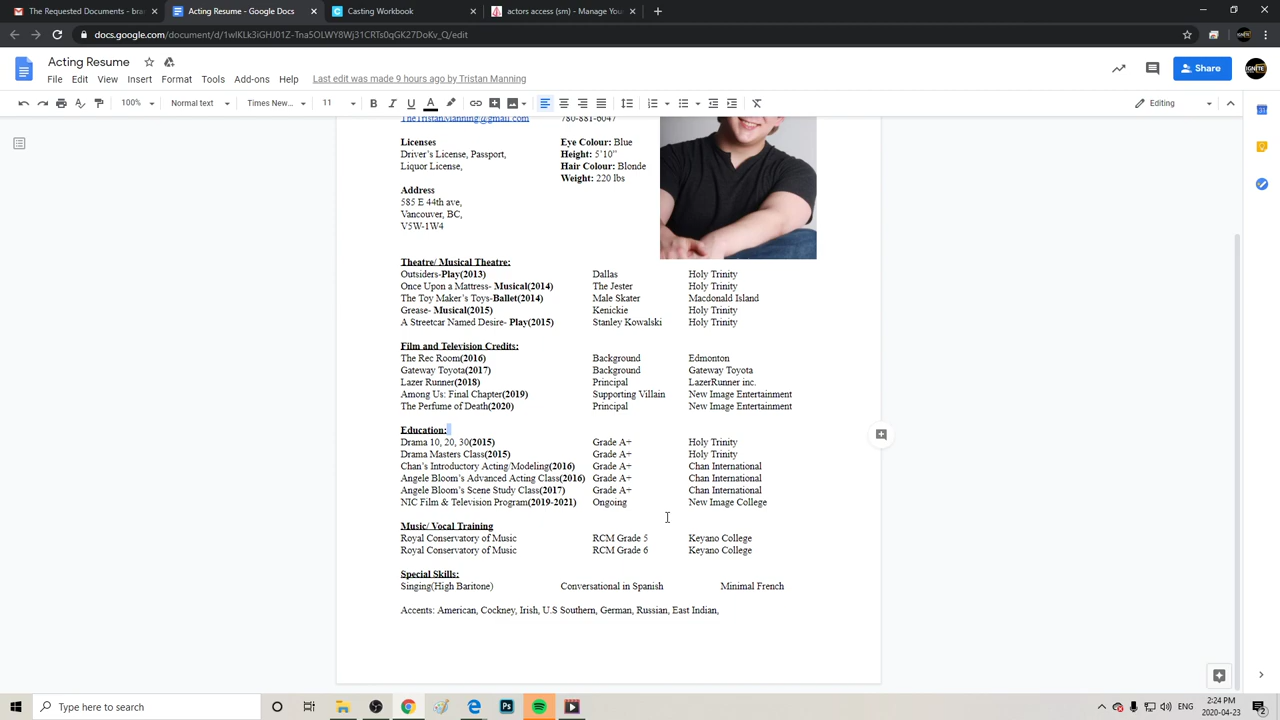 The Requested Documents - bra
Acting Resume - Google Docs
Casting Workbook
actors access (sm) - Manage You
docs.google.com/document/d/1wIKLk3iGHJ01Z-Tna5OLWY8Wj31CRTs0qGK27DoKv_Q/edit
Acting Resume
File Edit View Insert Format Tools Add-ons Help Last edit was made 9 hours ago by Tristan Manning
Share
100% Normal text Times New... 11 B I U A Editing
TheTristanManning@gmail.com 780-881-6047
Licenses Eye Colour: Blue
Driver's License, Passport, Height: 5'10"
Liquor License, Hair Colour: Blonde
Weight: 220 lbs
Address
585 E 44th ave,
Vancouver, BC,
V5W-1W4
Theatre/ Musical Theatre:
Outsiders-Play(2013) Dallas Holy Trinity
Once Upon a Mattress- Musical(2014) The Jester Holy Trinity
The Toy Maker's Toys-Ballet(2014) Male Skater Macdonald Island
Grease- Musical(2015) Kenickie Holy Trinity
A Streetcar Named Desire- Play(2015) Stanley Kowalski Holy Trinity
Film and Television Credits:
The Rec Room(2016) Background Edmonton
Gateway Toyota(2017) Background Gateway Toyota
Lazer Runner(2018) Principal LazerRunner inc.
Among Us: Final Chapter(2019) Supporting Villain New Image Entertainment
The Perfume of Death(2020) Principal New Image Entertainment
Education:
Drama 10, 20, 30(2015) Grade A+ Holy Trinity
Drama Masters Class(2015) Grade A+ Holy Trinity
Chan's Introductory Acting/Modeling(2016) Grade A+ Chan International
Angele Bloom's Advanced Acting Class(2016) Grade A+ Chan International
Angele Bloom's Scene Study Class(2017) Grade A+ Chan International
NIC Film & Television Program(2019-2021) Ongoing New Image College
Music/ Vocal Training
Royal Conservatory of Music RCM Grade 5 Keyano College
Royal Conservatory of Music RCM Grade 6 Keyano College
Special Skills:
Singing(High Baritone) Conversational in Spanish Minimal French
Accents: American, Cockney, Irish, U.S Southern, German, Russian, East Indian,
Type here to search
ENG
2:24 PM
2020-04-23